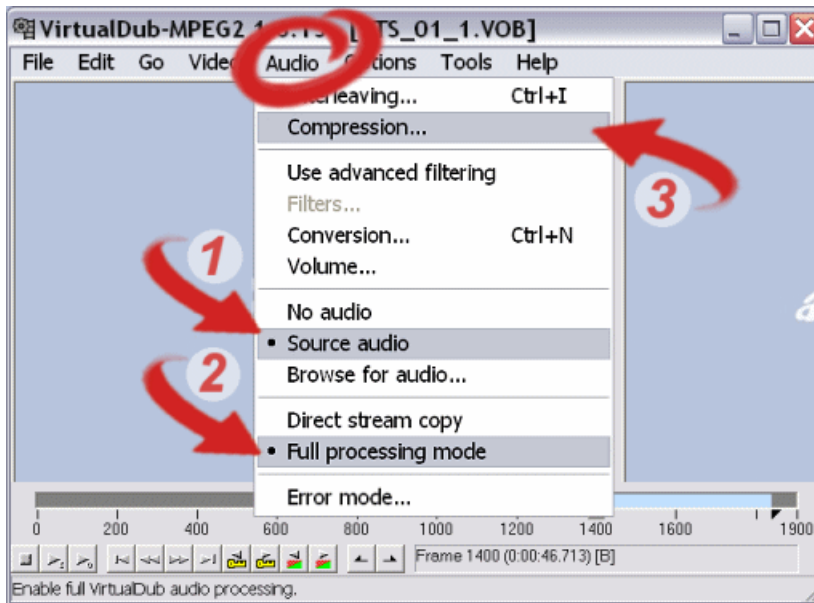 VirtualDub-MPEG2 [ TS_01_1.VOB]
File Edit Go Video Audio Options Tools Help
Interleaving... Ctrl+I
Compression...
3
Use advanced filtering
Filters...
Conversion... Ctrl+N
1
Volume...
No audio
• Source audio
2
Browse for audio...
Direct stream copy
• Full processing mode
Error mode...
0 200 400 600 800 1000 1200 1400 1600 1900
Frame 1400 (0:00:46.713) [B]
Enable full VirtualDub audio processing.